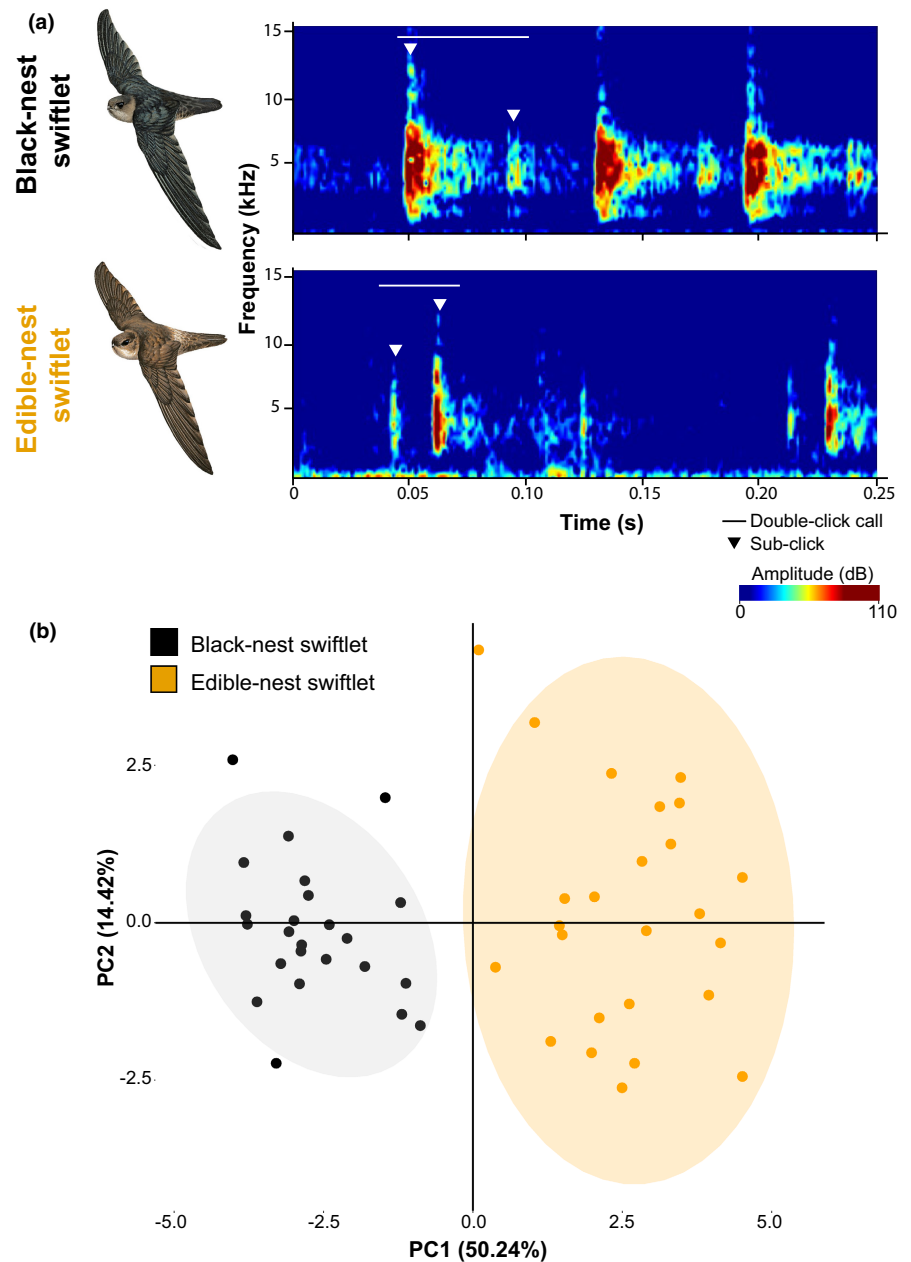 (a)
Black-nest
swiftlet
Edible-nest
swiftlet
Frequency (kHz)
15
10
5
15
10
5
0
0.05
0.10
0.15
0.20
0.25
Time (s)
Double-click call
Sub-click
Amplitude (dB)
0
110
(b)
Black-nest swiftlet
Edible-nest swiftlet
PC2 (14.42%)
2.5
0.0
-2.5
-5.0
-2.5
0.0
2.5
5.0
PC1 (50.24%)